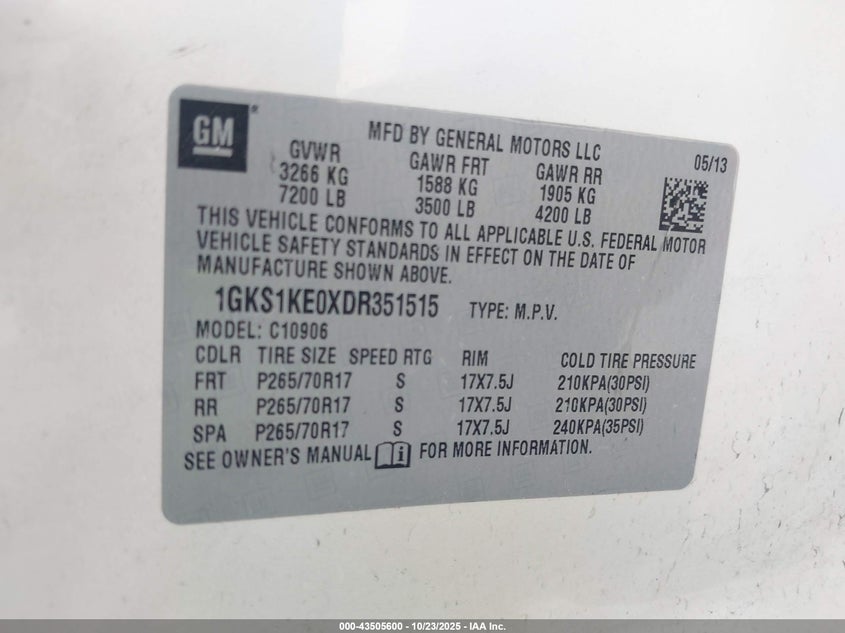 GM
MFD BY GENERAL MOTORS LLC 05/13
GVWR GAWR FRT GAWR RR
3266 KG 1588 KG 1905 KG
7200 LB 3500 LB 4200 LB
THIS VEHICLE CONFORMS TO ALL APPLICABLE U.S. FEDERAL MOTOR
VEHICLE SAFETY STANDARDS IN EFFECT ON THE DATE OF
MANUFACTURE SHOWN ABOVE.
1GKS1KE0XDR351515 TYPE: M.P.V.
MODEL: C10906
CDLR TIRE SIZE SPEED RTG RIM COLD TIRE PRESSURE
FRT P265/70R17 S 17X7.5J 210KPA(30PSI)
RR P265/70R17 S 17X7.5J 210KPA(30PSI)
SPA P265/70R17 S 17X7.5J 240KPA(35PSI)
SEE OWNER'S MANUAL i FOR MORE INFORMATION.
000-43505600 - 10/23/2025 - IAA Inc.